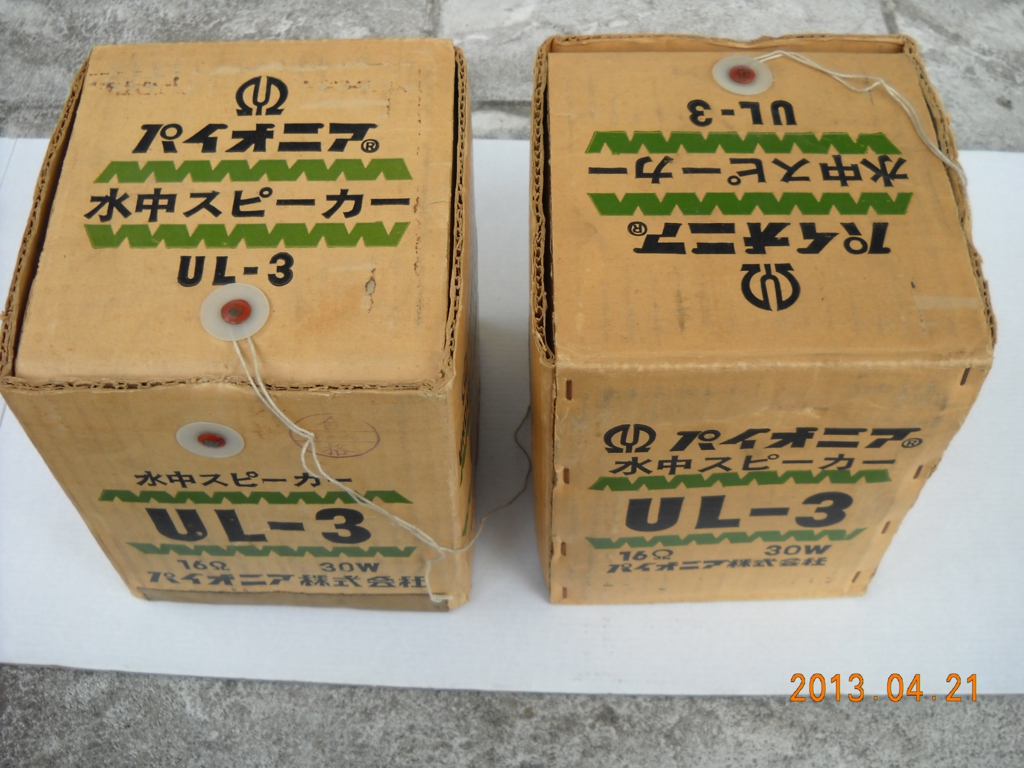 パイオニア®
水中スピーカー
UL-3
水中スピーカー
UL-3
16Ω 30W
パイオニア株式会社
UL-3
水中スピーカー
パイオニア®
パイオニア®
水中スピーカー
UL-3
16Ω 30W
パイオニア株式会社
2013.04.21